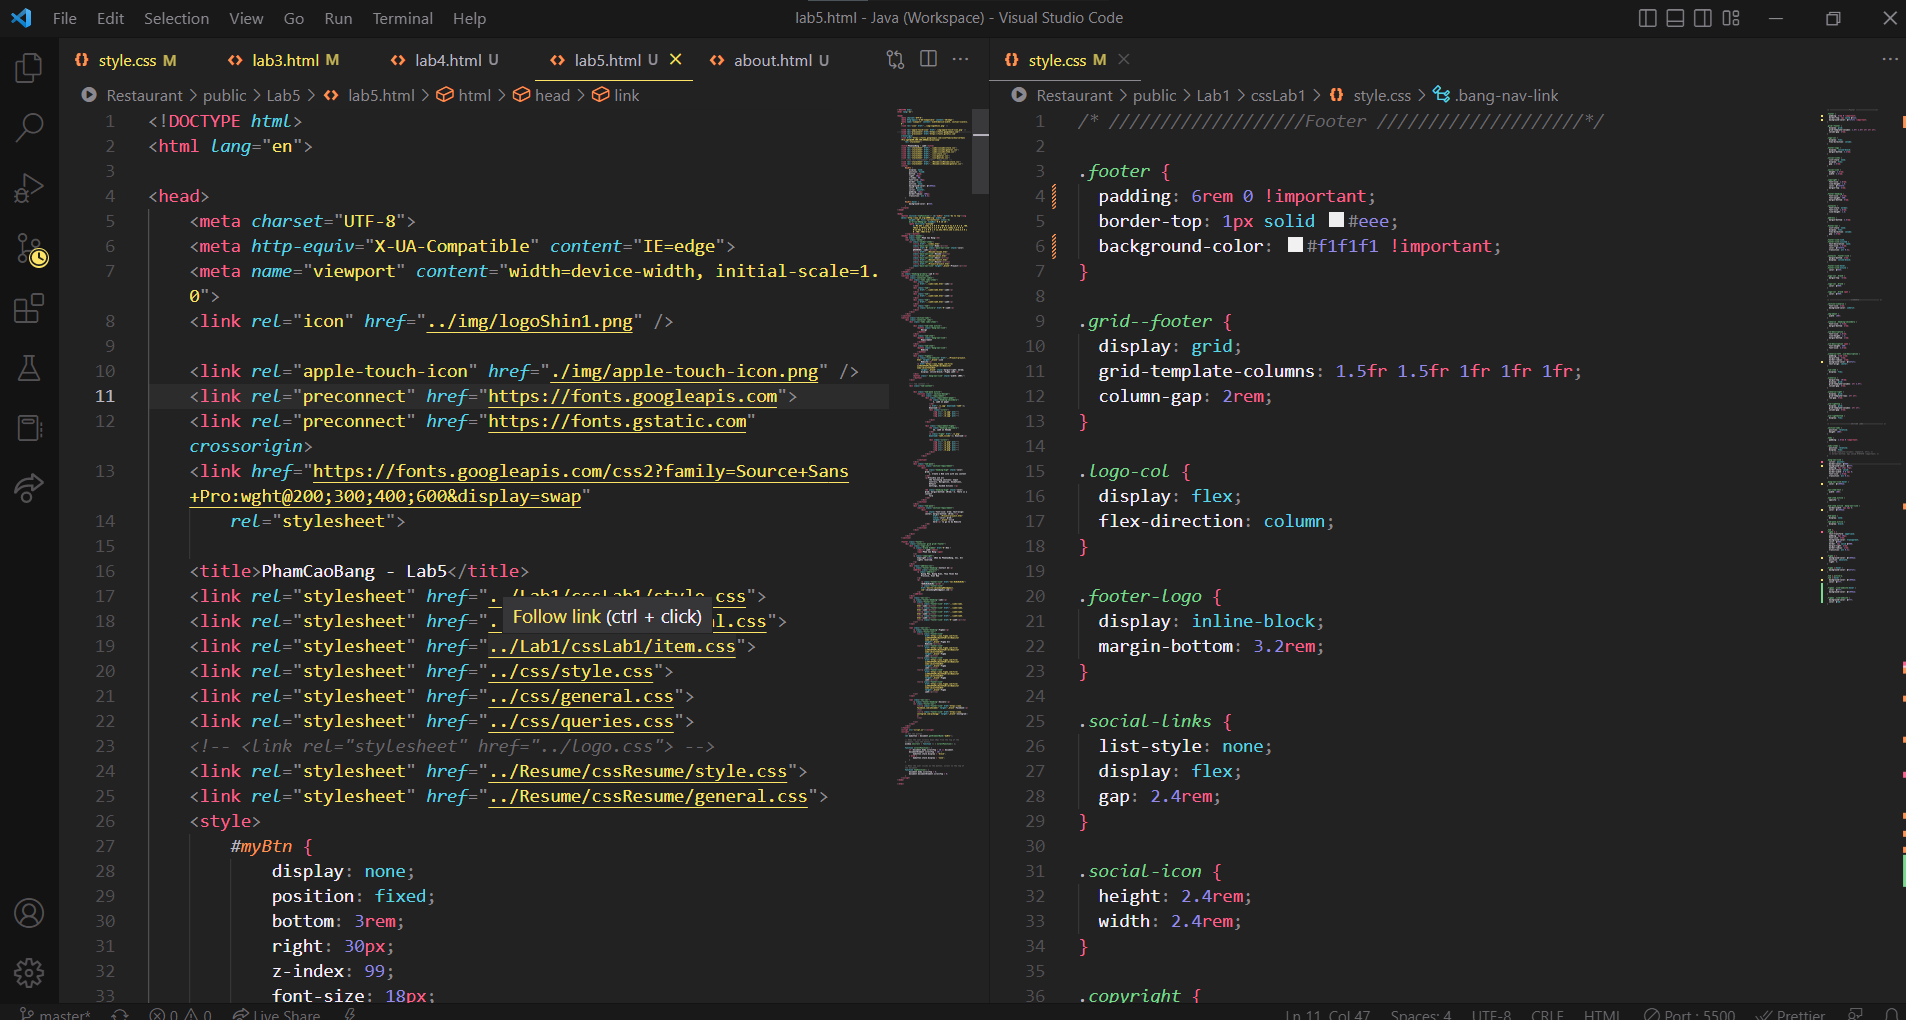 File Edit Selection View Go Run Terminal Help
lab5.html - Java (Workspace) - Visual Studio Code
style.css M
lab3.html M
lab4.html U
lab5.html U
about.html U
Restaurant > public > Lab5 > lab5.html > html > head > link
1 <!DOCTYPE html>
2 <html lang="en">
3
4 <head>
5 <meta charset="UTF-8">
6 <meta http-equiv="X-UA-Compatible" content="IE=edge">
7 <meta name="viewport" content="width=device-width, initial-scale=1.
0">
8 <link rel="icon" href="../img/logoShin1.png" />
9
10 <link rel="apple-touch-icon" href="./img/apple-touch-icon.png" />
11 <link rel="preconnect" href="https://fonts.googleapis.com">
12 <link rel="preconnect" href="https://fonts.gstatic.com"
crossorigin>
13 <link href="https://fonts.googleapis.com/css2?family=Source+Sans
+Pro:wght@200;300;400;600&display=swap"
14 rel="stylesheet">
15
16 <title>PhamCaoBang - Lab5</title>
17 <link rel="stylesheet" href="../Lab1/cssLab1/style.css">
Follow link (ctrl + click)
18 <link rel="stylesheet" href=". l.css">
19 <link rel="stylesheet" href="../Lab1/cssLab1/item.css">
20 <link rel="stylesheet" href="../css/style.css">
21 <link rel="stylesheet" href="../css/general.css">
22 <link rel="stylesheet" href="../css/queries.css">
23 <!-- <link rel="stylesheet" href="../logo.css"> -->
24 <link rel="stylesheet" href="../Resume/cssResume/style.css">
25 <link rel="stylesheet" href="../Resume/cssResume/general.css">
26 <style>
27 #myBtn {
28 display: none;
29 position: fixed;
30 bottom: 3rem;
31 right: 30px;
32 z-index: 99;
33 font-size: 18px;
style.css M
Restaurant > public > Lab1 > cssLab1 > style.css > .bang-nav-link
1 /* ///////////////////Footer ////////////////////*/
2
3 .footer {
4 padding: 6rem 0 !important;
5 border-top: 1px solid #eee;
6 background-color: #f1f1f1 !important;
7 }
8
9 .grid--footer {
10 display: grid;
11 grid-template-columns: 1.5fr 1.5fr 1fr 1fr 1fr;
12 column-gap: 2rem;
13 }
14
15 .logo-col {
16 display: flex;
17 flex-direction: column;
18 }
19
20 .footer-logo {
21 display: inline-block;
22 margin-bottom: 3.2rem;
23 }
24
25 .social-links {
26 list-style: none;
27 display: flex;
28 gap: 2.4rem;
29 }
30
31 .social-icon {
32 height: 2.4rem;
33 width: 2.4rem;
34 }
35
36 .copyright {
master* 0 0 Live Share
Ln 11, Col 47 Spaces: 4 UTF-8 CRLF HTML Port : 5500 Prettier